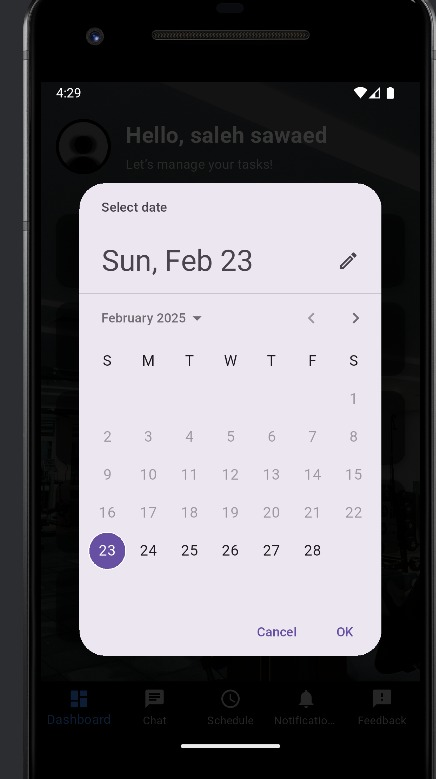 4:29
Hello, saleh sawaed
Let's manage your tasks!
Select date
Sun, Feb 23
February 2025
S M T W T F S
1
2 3 4 5 6 7 8
9 10 11 12 13 14 15
16 17 18 19 20 21 22
23 24 25 26 27 28
Cancel OK
Dashboard Chat Schedule Notificatio... Feedback